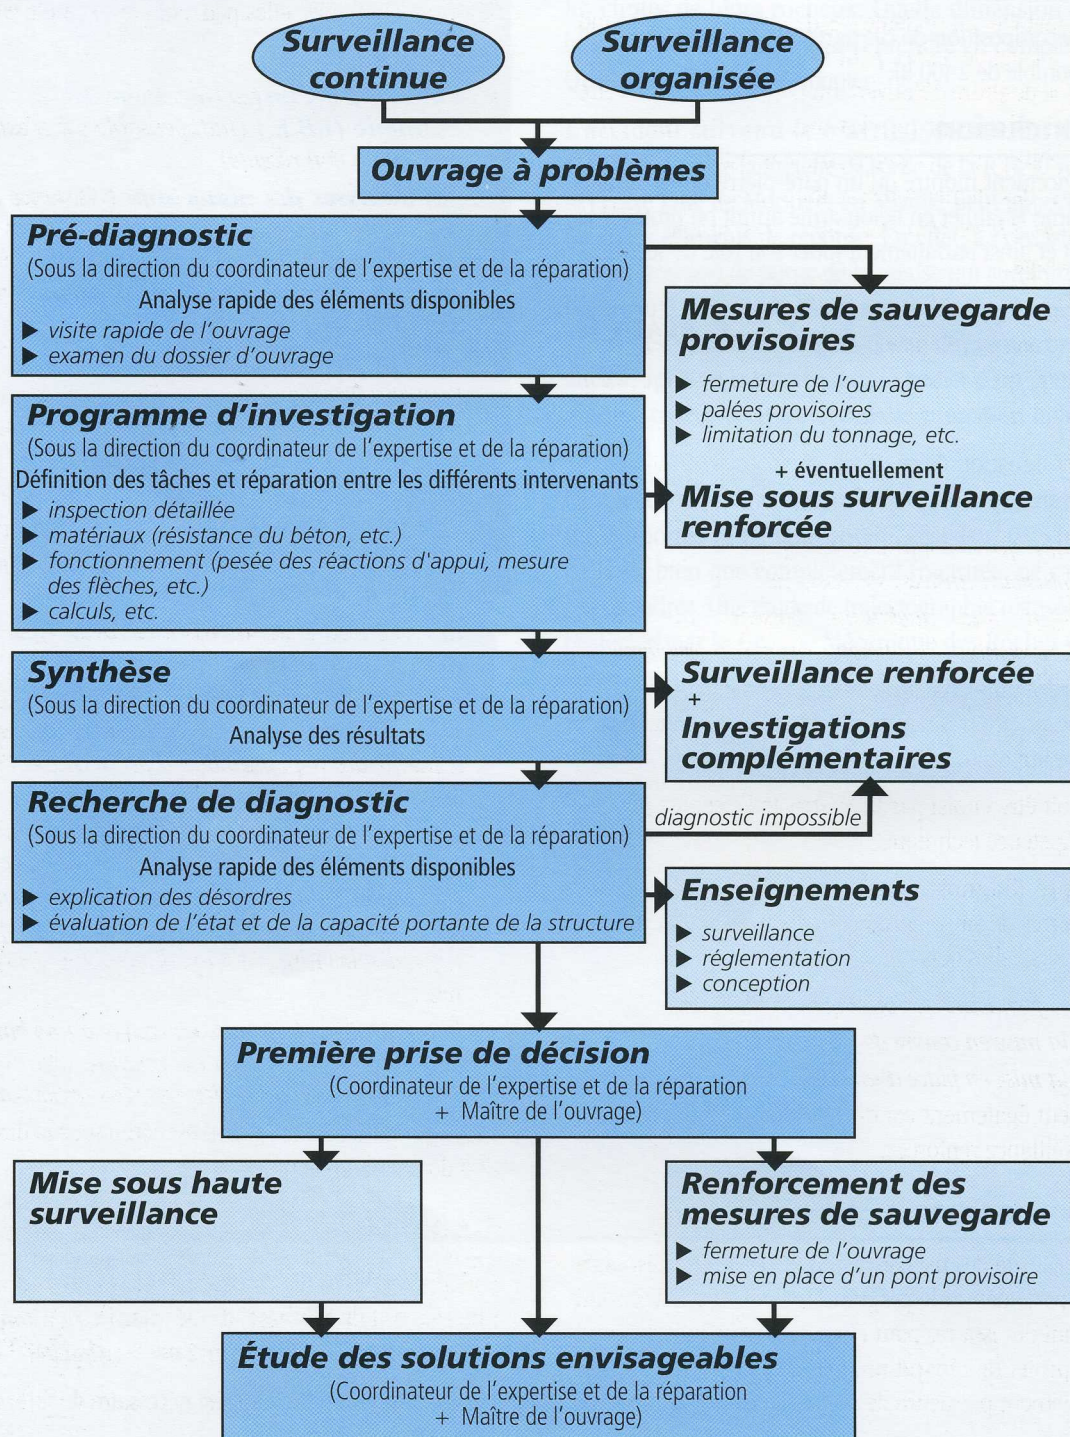 Surveillance
continue
Surveillance
organisée
Ouvrage à problèmes
Pré-diagnostic
(Sous la direction du coordinateur de l'expertise et de la réparation)
Analyse rapide des éléments disponibles
▶ visite rapide de l'ouvrage
▶ examen du dossier d'ouvrage
Mesures de sauvegarde
provisoires
▶ fermeture de l'ouvrage
▶ palées provisoires
▶ limitation du tonnage, etc.
+ éventuellement
Mise sous surveillance
renforcée
Programme d'investigation
(Sous la direction du coordinateur de l'expertise et de la réparation)
Définition des tâches et réparation entre les différents intervenants
▶ inspection détaillée
▶ matériaux (résistance du béton, etc.)
▶ fonctionnement (pesée des réactions d'appui, mesure
des flèches, etc.)
▶ calculs, etc.
Synthèse
(Sous la direction du coordinateur de l'expertise et de la réparation)
Analyse des résultats
Surveillance renforcée
+
Investigations
complémentaires
Recherche de diagnostic
(Sous la direction du coordinateur de l'expertise et de la réparation)
Analyse rapide des éléments disponibles
▶ explication des désordres
▶ évaluation de l'état et de la capacité portante de la structure
diagnostic impossible
Enseignements
▶ surveillance
▶ réglementation
▶ conception
Première prise de décision
(Coordinateur de l'expertise et de la réparation
+ Maître de l'ouvrage)
Mise sous haute
surveillance
Renforcement des
mesures de sauvegarde
▶ fermeture de l'ouvrage
▶ mise en place d'un pont provisoire
Étude des solutions envisageables
(Coordinateur de l'expertise et de la réparation
+ Maître de l'ouvrage)